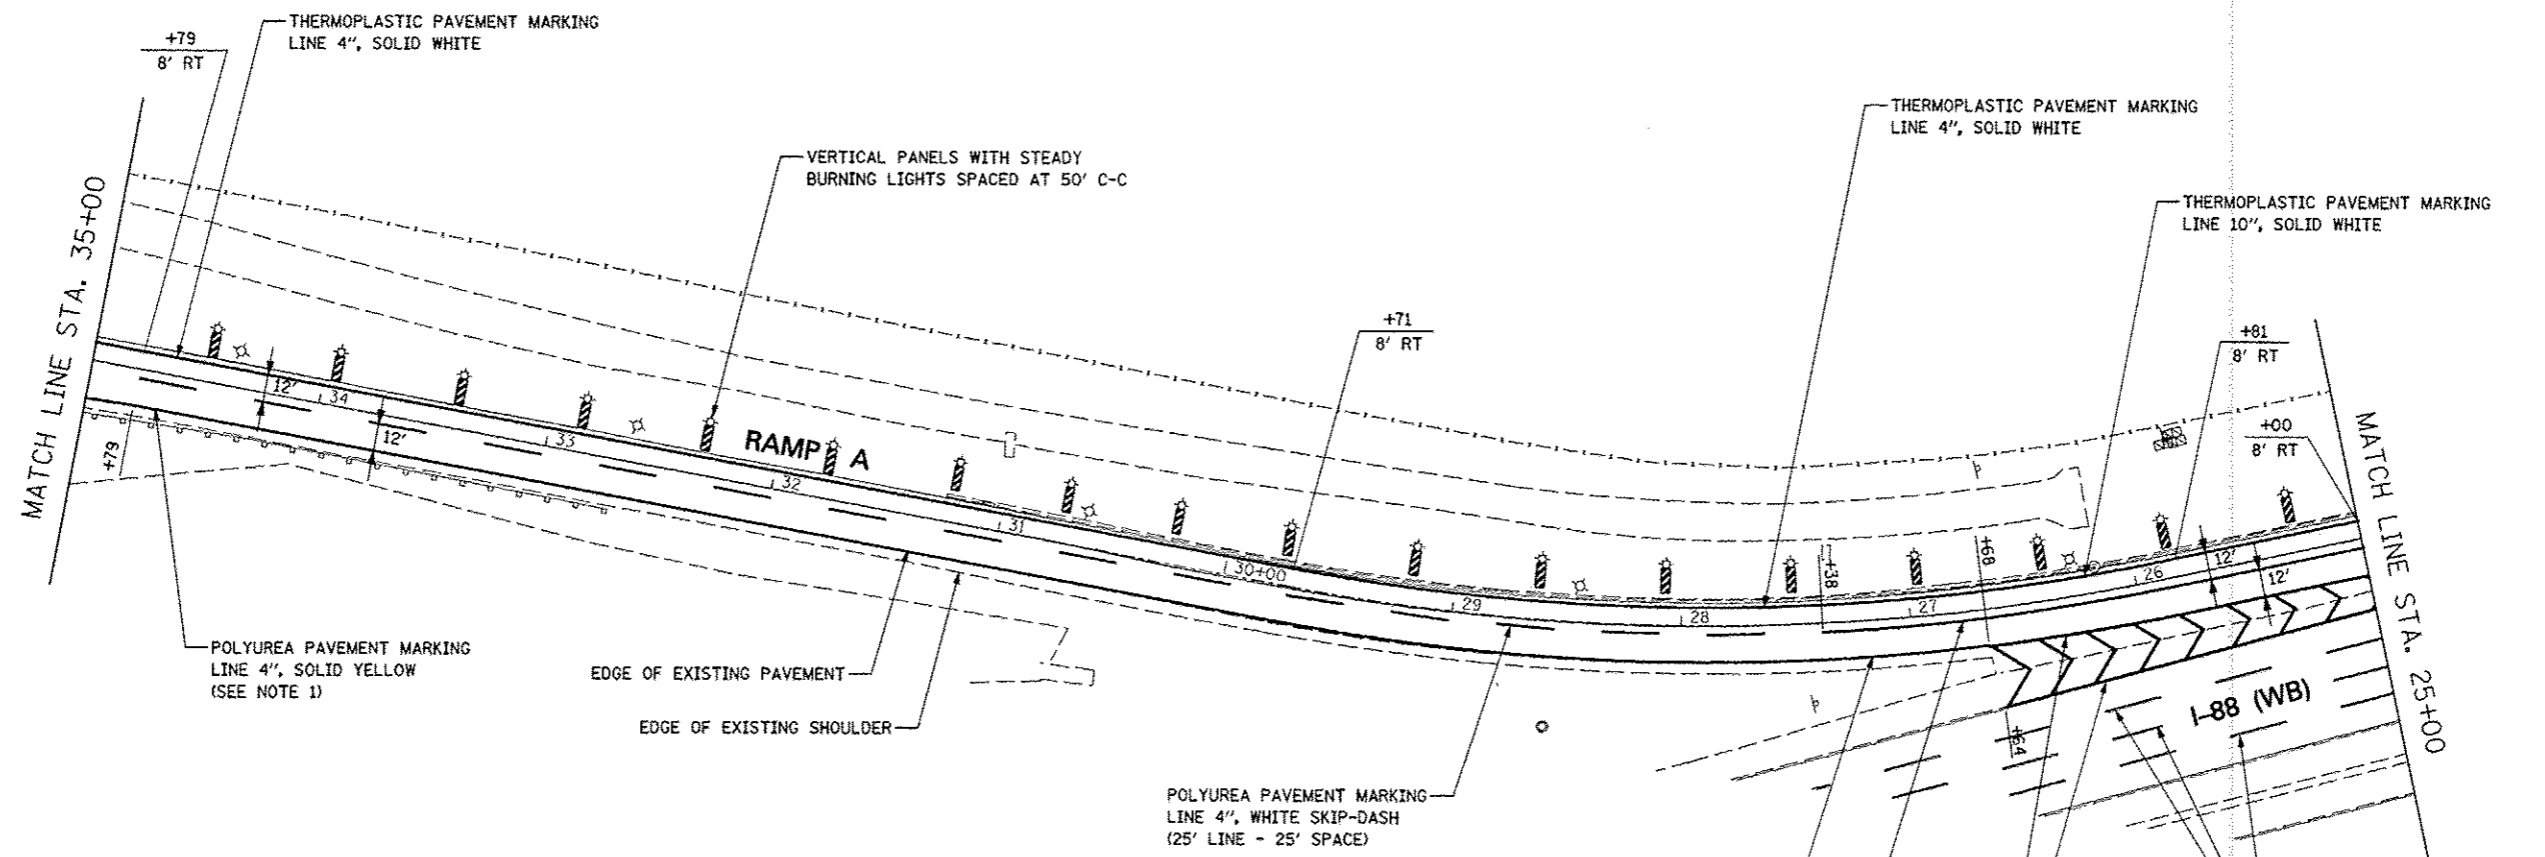 THERMOPLASTIC PAVEMENT MARKING
LINE 4", SOLID WHITE
+79
8' RT
THERMOPLASTIC PAVEMENT MARKING
LINE 4", SOLID WHITE
VERTICAL PANELS WITH STEADY
BURNING LIGHTS SPACED AT 50' C-C
THERMOPLASTIC PAVEMENT MARKING
LINE 10", SOLID WHITE
MATCH LINE STA. 35+00
+71
8' RT
+81
8' RT
+00
8' RT
12'
34
12'
33
RAMP A
32
31
30+00
29
28
27
26
+79
+38
+68
12'
12'
MATCH LINE STA. 25+00
POLYUREA PAVEMENT MARKING
LINE 4", SOLID YELLOW
(SEE NOTE 1)
EDGE OF EXISTING PAVEMENT
EDGE OF EXISTING SHOULDER
I-88 (WB)
+64
POLYUREA PAVEMENT MARKING
LINE 4", WHITE SKIP-DASH
(25' LINE - 25' SPACE)